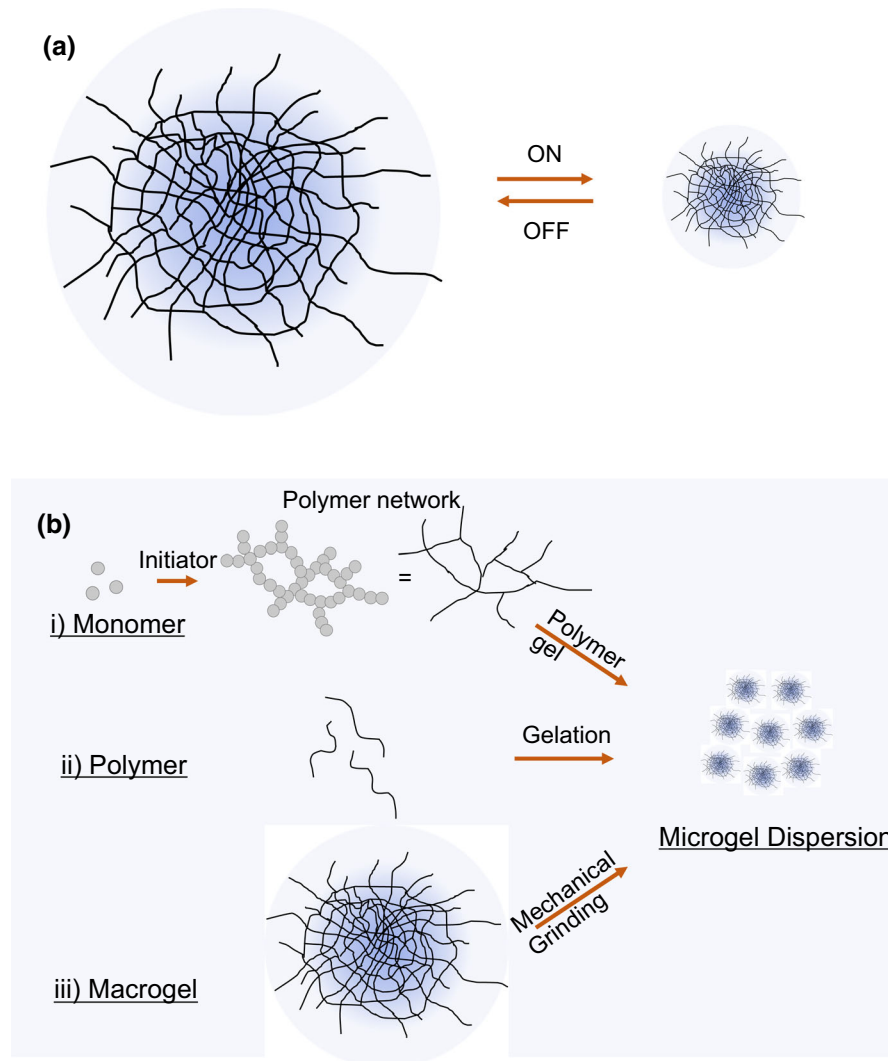 (a)
ON
OFF
(b)
Polymer network
Initiator
=
i) Monomer
Polymer
gel
ii) Polymer
Gelation
Microgel Dispersion
Mechanical
Grinding
iii) Macrogel